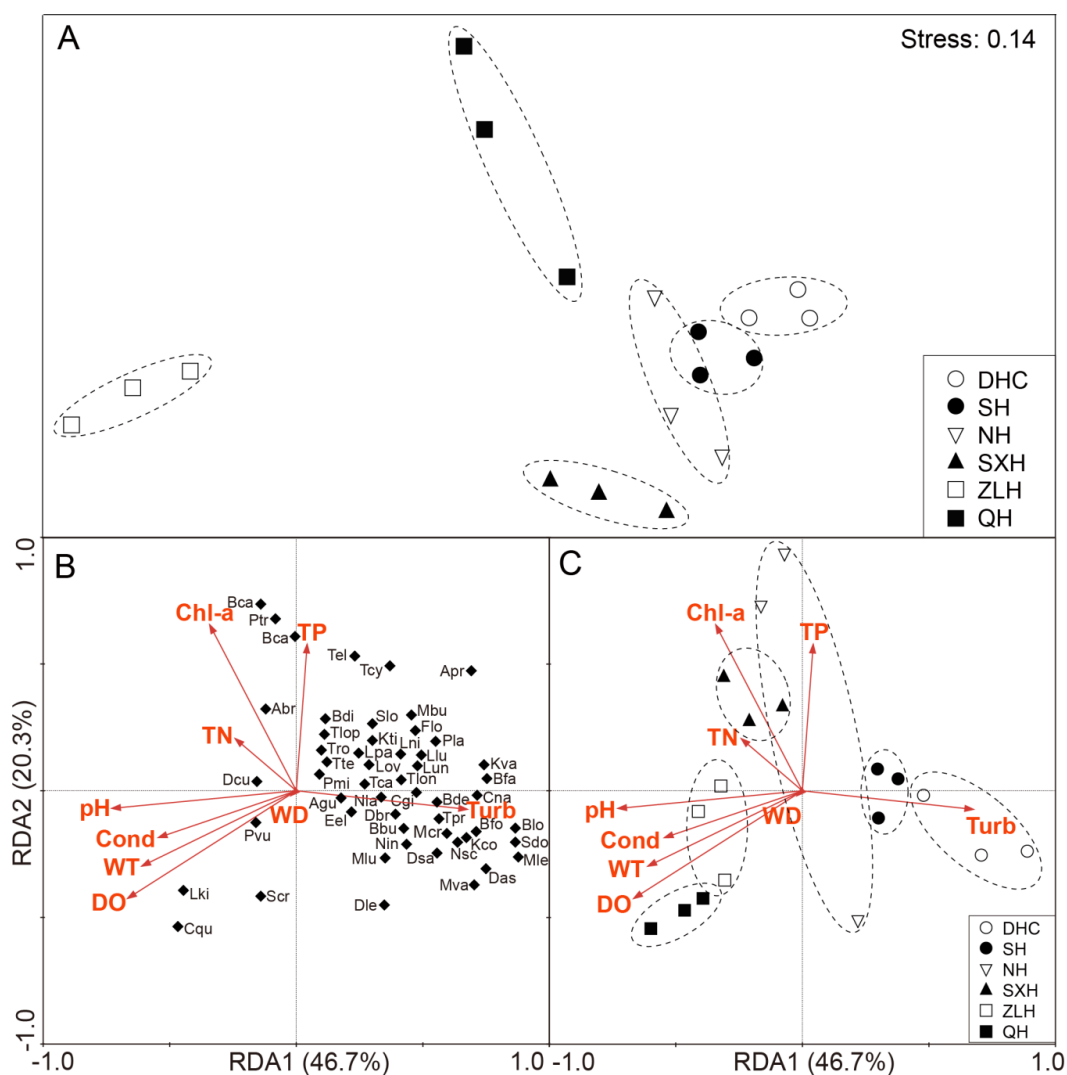 A
Stress: 0.14
DHC
SH
NH
SXH
ZLH
QH
1.0
B
Bca
Chl-a
Ptr
Bca
TP
Tel
Tcy
Apr
Abr
Bdi
Slo
Mbu
Tlop
Flo
TN
Tro
Kti
Lni
Pla
Tte
Lpa
Llu
Lov
Lun
Kva
Dcu
Pmi
Tca
Tlon
Bfa
pH
Agu
Nla
Cgl
Bde
Cna
WD
Turb
Eel
Dbr
Tpr
Cond
Pvu
Bbu
Mcr
Bfo
Blo
WT
Nin
Kco
Sdo
Mlu
Dsa
Nsc
Mle
DO
Lki
Scr
Das
Mva
Dle
Cqu
RDA2 (20.3%)
-1.0
-1.0
RDA1 (46.7%)
1.0
C
Chl-a
TP
TN
pH
WD
Turb
Cond
WT
DO
DHC
SH
NH
SXH
ZLH
QH
-1.0
RDA1 (46.7%)
1.0